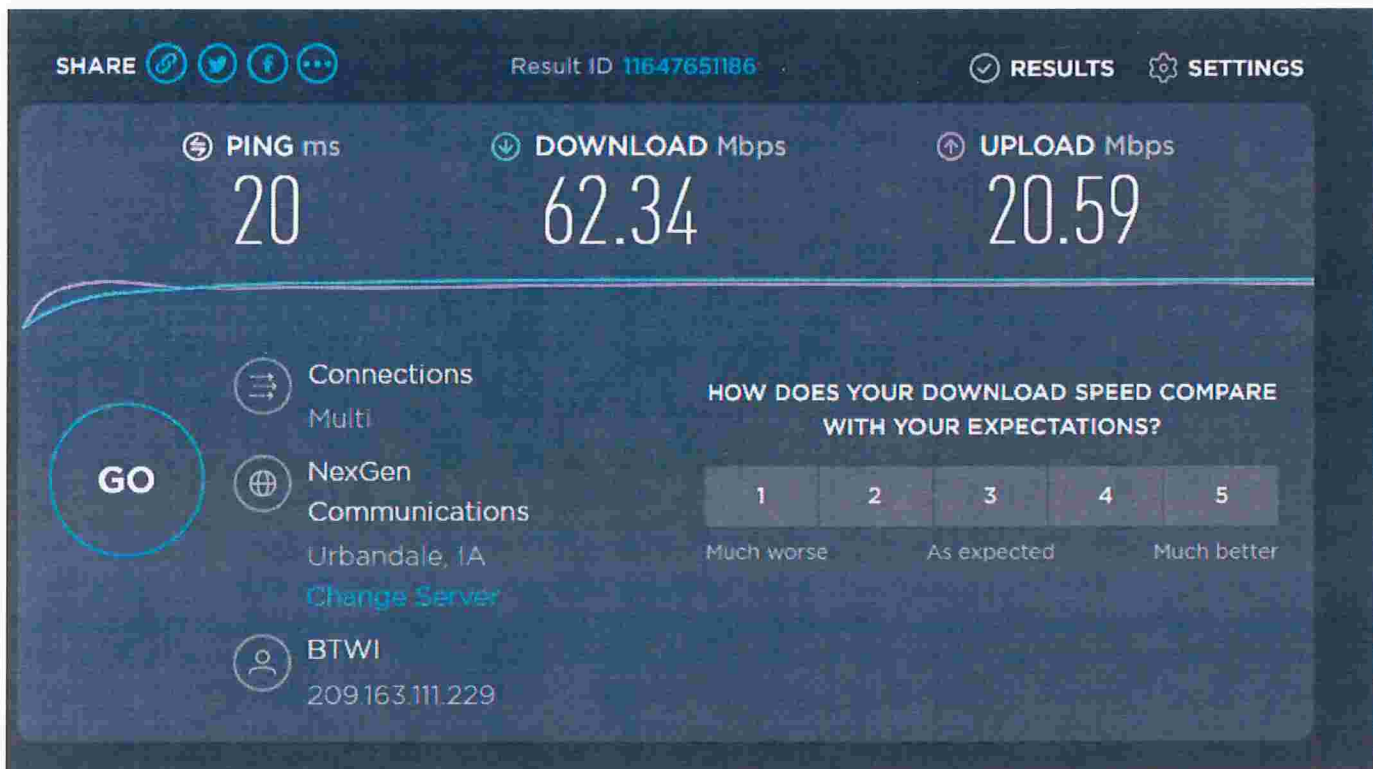 SHARE Result ID 11647651186 RESULTS SETTINGS
PING ms DOWNLOAD Mbps UPLOAD Mbps
20 62.34 20.59
Connections
Multi
HOW DOES YOUR DOWNLOAD SPEED COMPARE
WITH YOUR EXPECTATIONS?
GO
NexGen
Communications
Urbandale, IA
Change Server
1 2 3 4 5
Much worse As expected Much better
BTWI
209.163.111.229